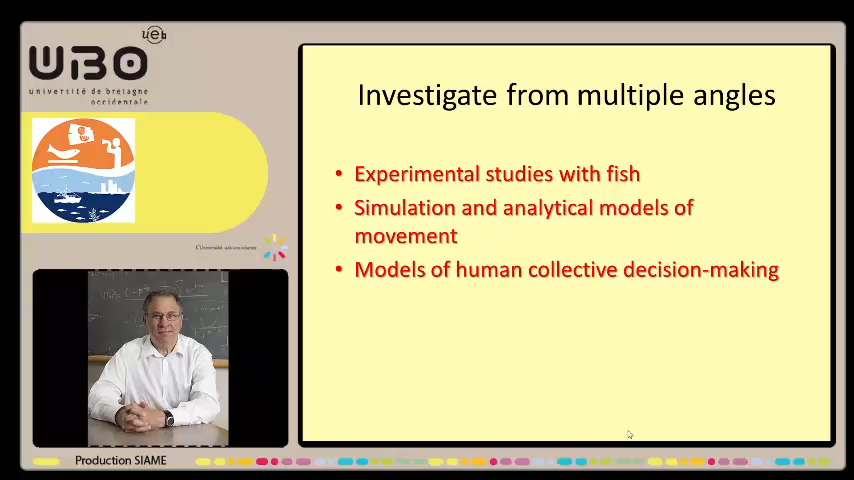 ueb
UBO
université de bretagne
occidentale
Investigate from multiple angles
• Experimental studies with fish
• Simulation and analytical models of
movement
• Models of human collective decision-making
Production SIAME